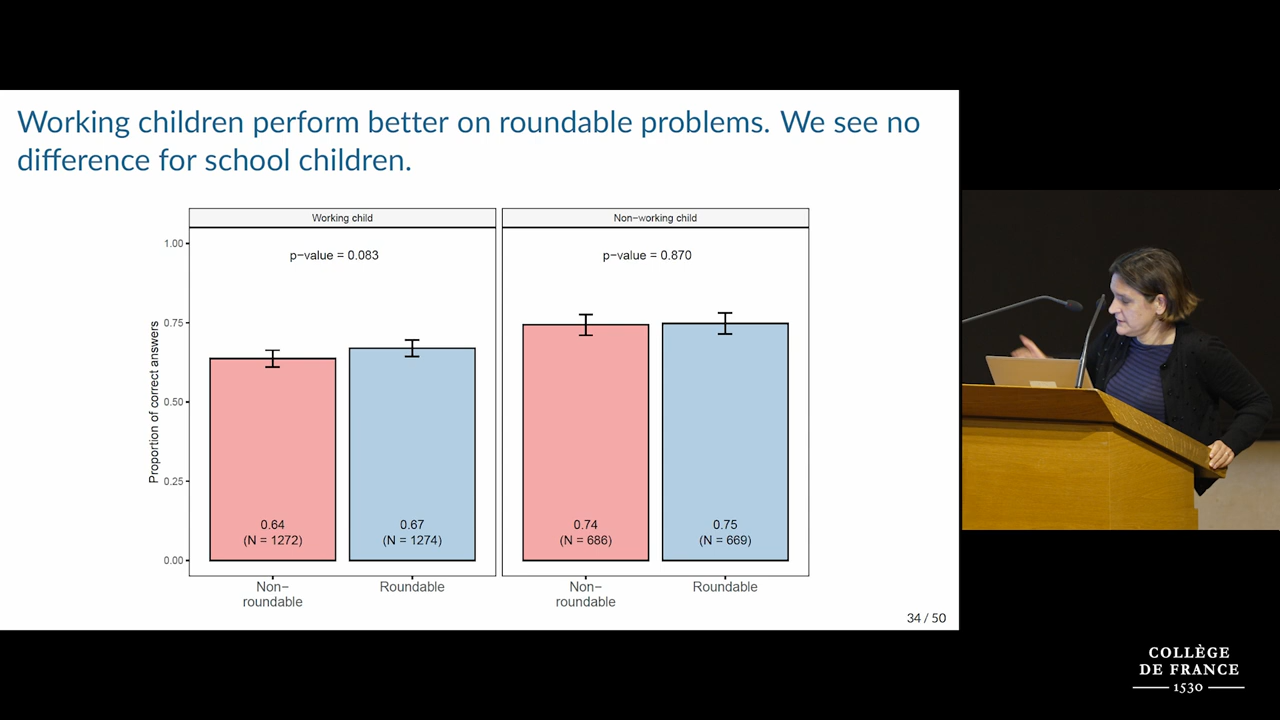 Working children perform better on roundable problems. We see no
difference for school children.
Working child
Non−working child
p−value = 0.083
p−value = 0.870
Proportion of correct answers
1.00
0.75
0.50
0.25
0.00
0.64
(N = 1272)
0.67
(N = 1274)
0.74
(N = 686)
0.75
(N = 669)
Non−
roundable
Roundable
Non−
roundable
Roundable
34 / 50
COLLÈGE
DE FRANCE
1530